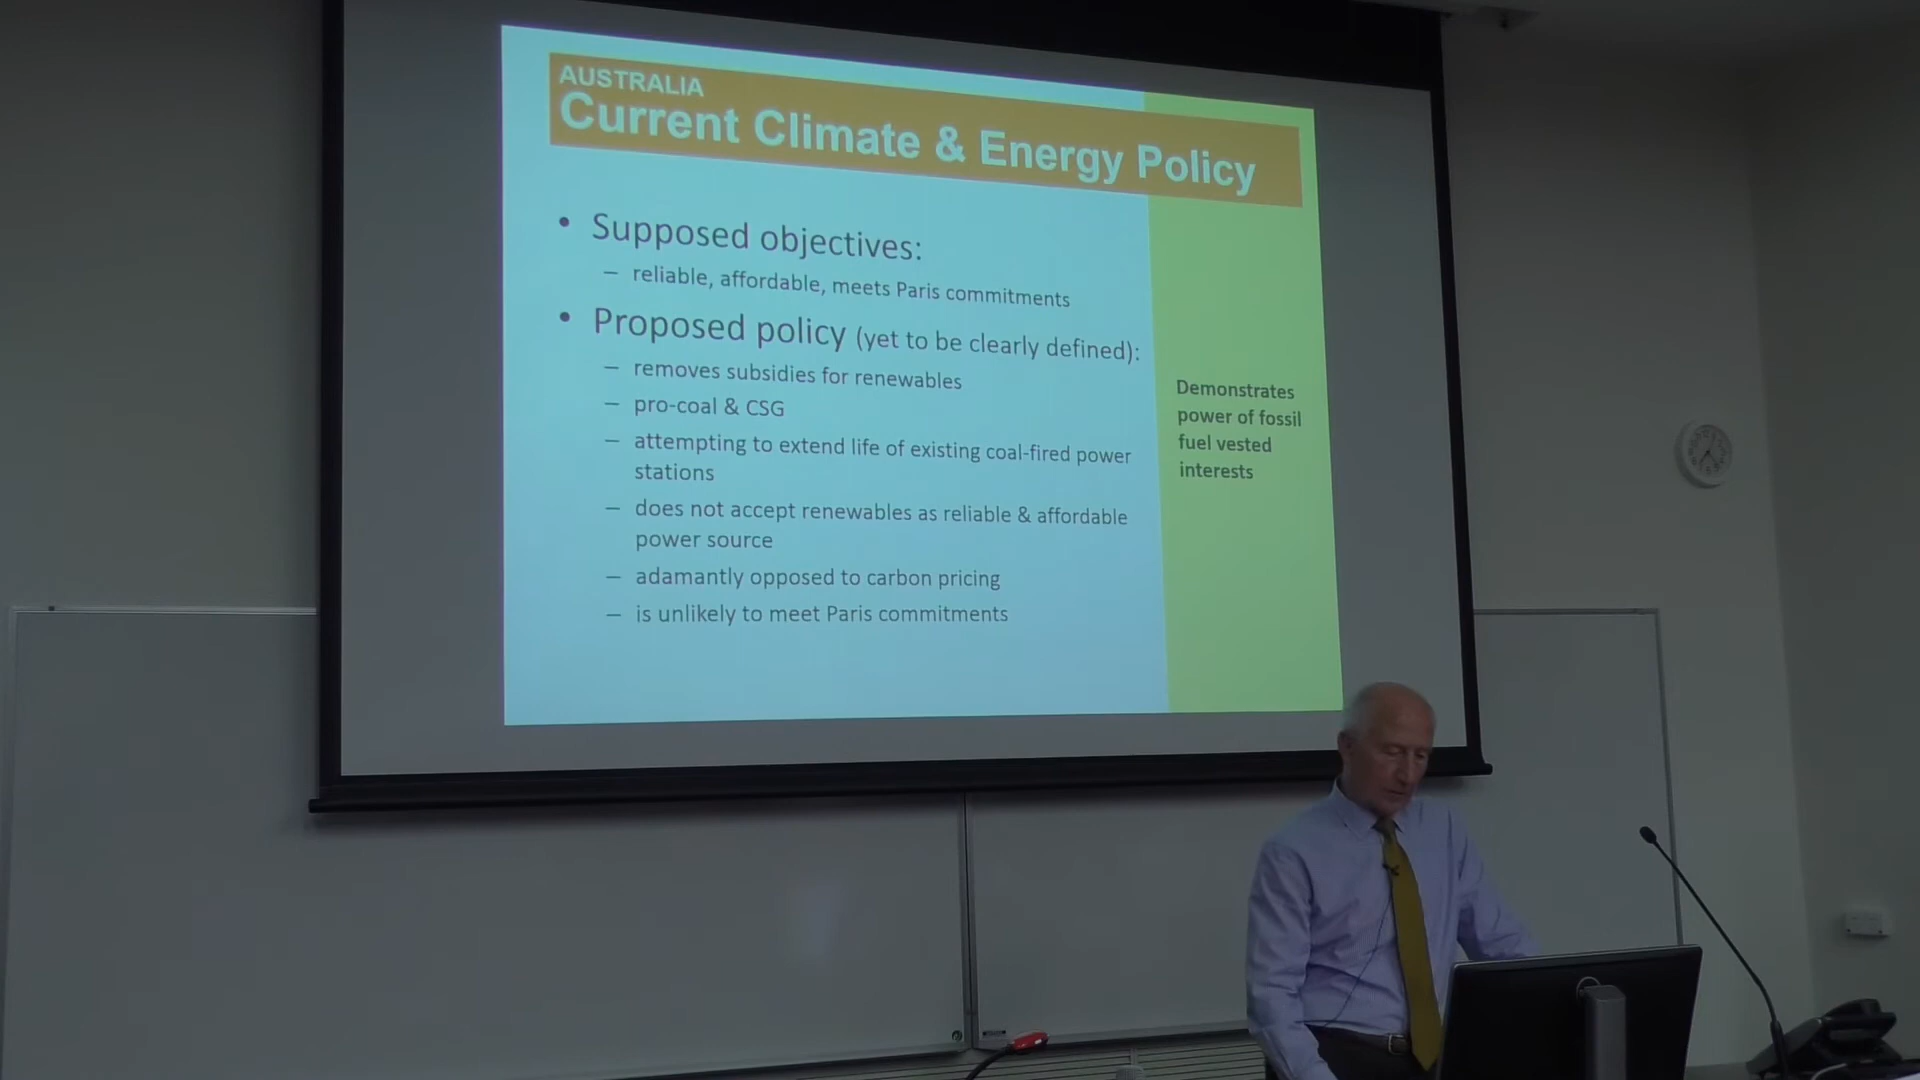 AUSTRALIA
Current Climate & Energy Policy
• Supposed objectives:
– reliable, affordable, meets Paris commitments
• Proposed policy (yet to be clearly defined):
– removes subsidies for renewables
– pro-coal & CSG
– attempting to extend life of existing coal-fired power
stations
– does not accept renewables as reliable & affordable
power source
– adamantly opposed to carbon pricing
– is unlikely to meet Paris commitments
Demonstrates
power of fossil
fuel vested
interests